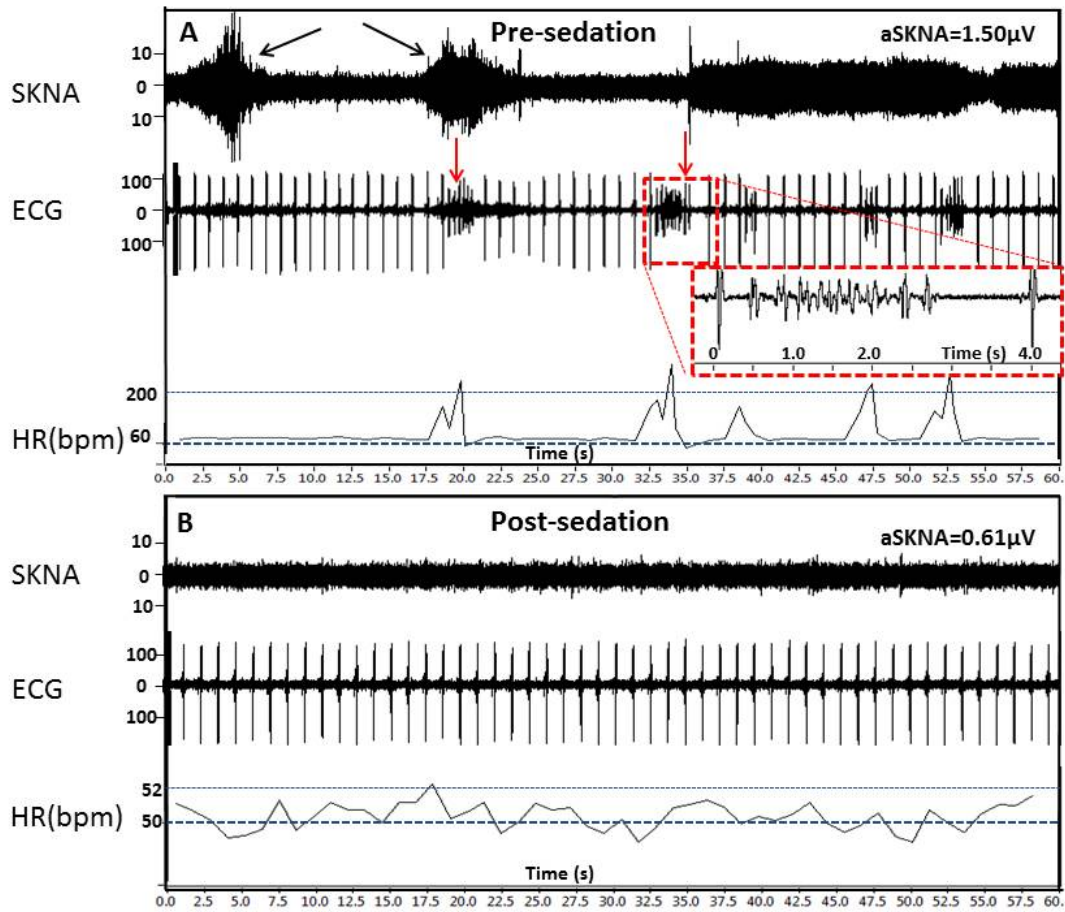 A Pre-sedation aSKNA=1.50µV
SKNA
10
0
10
ECG
100
0
100
0 1.0 2.0 Time (s) 4.0
HR(bpm)
200
60
Time (s)
0.0 2.5 5.0 7.5 10.0 12.5 15.0 17.5 20.0 22.5 25.0 27.5 30.0 32.5 35.0 37.5 40.0 42.5 45.0 47.5 50.0 52.5 55.0 57.5 60.
B Post-sedation aSKNA=0.61µV
SKNA
10
0
10
ECG
100
0
100
HR(bpm)
52
50
Time (s)
0.0 2.5 5.0 7.5 10.0 12.5 15.0 17.5 20.0 22.5 25.0 27.5 30.0 32.5 35.0 37.5 40.0 42.5 45.0 47.5 50.0 52.5 55.0 57.5 60.